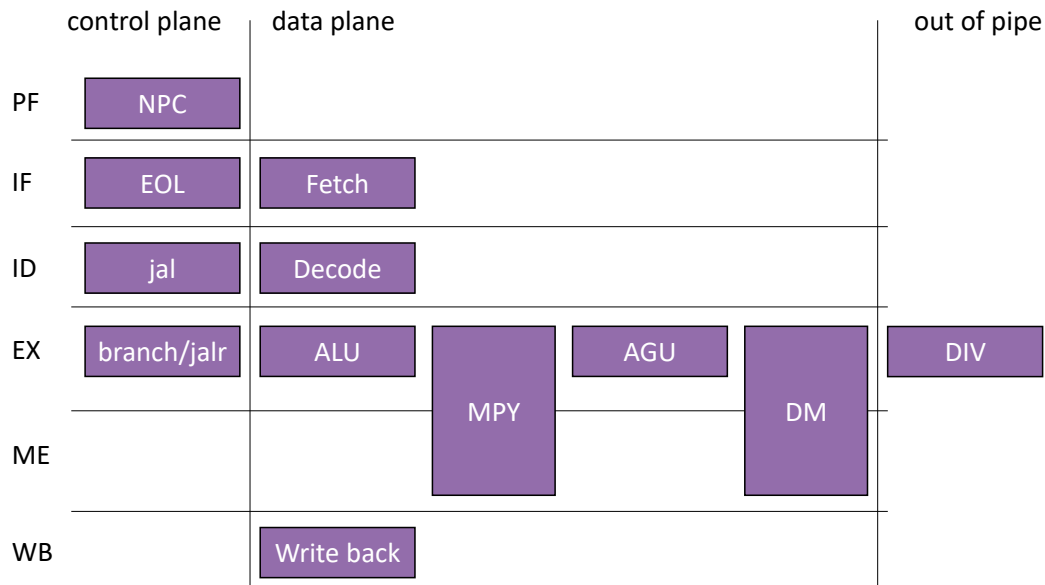 control plane
data plane
out of pipe
PF
NPC
IF
EOL
Fetch
ID
jal
Decode
EX
branch/jalr
ALU
AGU
DIV
MPY
DM
ME
WB
Write back